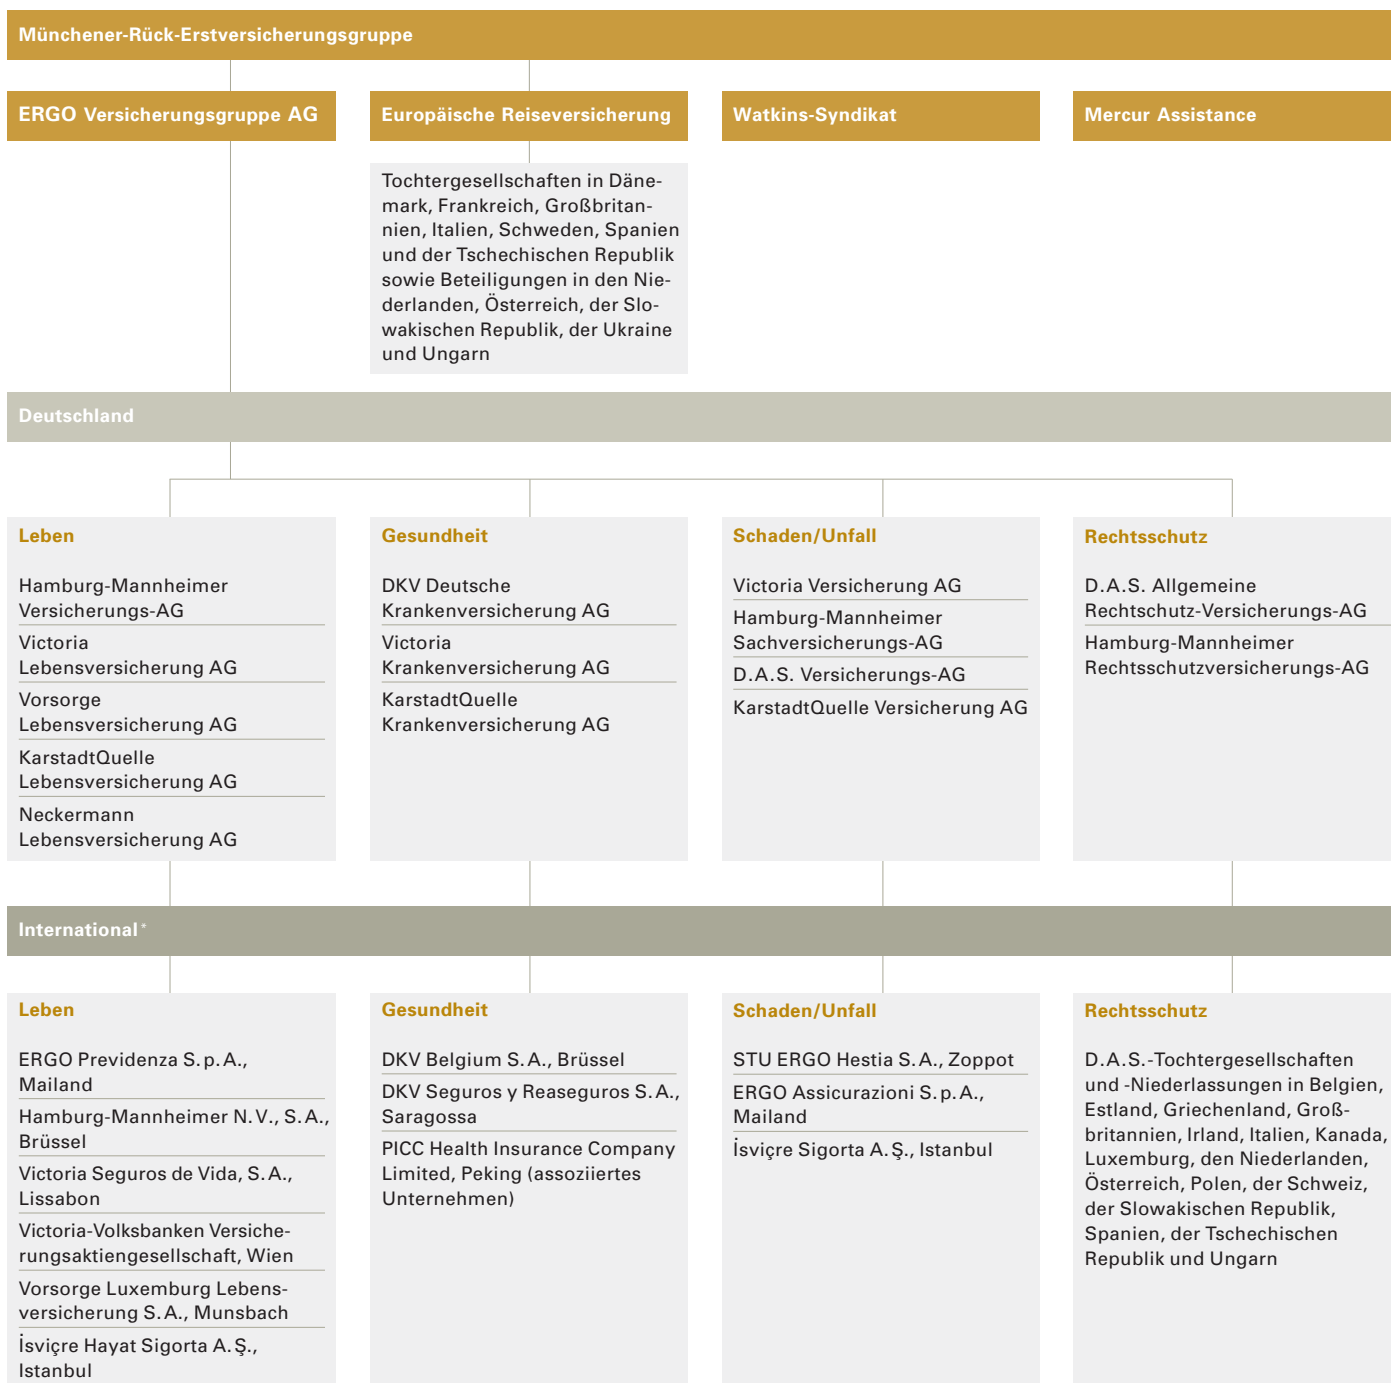 Münchener-Rück-Erstversicherungsgruppe
ERGO Versicherungsgruppe AG
Europäische Reiseversicherung
Watkins-Syndikat
Mercur Assistance
Tochtergesellschaften in Däne-
mark, Frankreich, Großbritan-
nien, Italien, Schweden, Spanien
und der Tschechischen Republik
sowie Beteiligungen in den Nie-
derlanden, Österreich, der Slo-
wakischen Republik, der Ukraine
und Ungarn
Deutschland
Leben
Hamburg-Mannheimer
Versicherungs-AG
Victoria
Lebensversicherung AG
Vorsorge
Lebensversicherung AG
KarstadtQuelle
Lebensversicherung AG
Neckermann
Lebensversicherung AG
Gesundheit
DKV Deutsche
Krankenversicherung AG
Victoria
Krankenversicherung AG
KarstadtQuelle
Krankenversicherung AG
Schaden/Unfall
Victoria Versicherung AG
Hamburg-Mannheimer
Sachversicherungs-AG
D.A.S. Versicherungs-AG
KarstadtQuelle Versicherung AG
Rechtsschutz
D.A.S. Allgemeine
Rechtschutz-Versicherungs-AG
Hamburg-Mannheimer
Rechtsschutzversicherungs-AG
International*
Leben
ERGO Previdenza S.p.A.,
Mailand
Hamburg-Mannheimer N.V., S.A.,
Brüssel
Victoria Seguros de Vida, S.A.,
Lissabon
Victoria-Volksbanken Versiche-
rungsaktiengesellschaft, Wien
Vorsorge Luxemburg Lebens-
versicherung S.A., Munsbach
İsviçre Hayat Sigorta A.Ş.,
Istanbul
Gesundheit
DKV Belgium S.A., Brüssel
DKV Seguros y Reaseguros S.A.,
Saragossa
PICC Health Insurance Company
Limited, Peking (assoziiertes
Unternehmen)
Schaden/Unfall
STU ERGO Hestia S.A., Zoppot
ERGO Assicurazioni S.p.A.,
Mailand
İsviçre Sigorta A.Ş., Istanbul
Rechtsschutz
D.A.S.-Tochtergesellschaften
und -Niederlassungen in Belgien,
Estland, Griechenland, Groß-
britannien, Irland, Italien, Kanada,
Luxemburg, den Niederlanden,
Österreich, Polen, der Schweiz,
der Slowakischen Republik,
Spanien, der Tschechischen
Republik und Ungarn